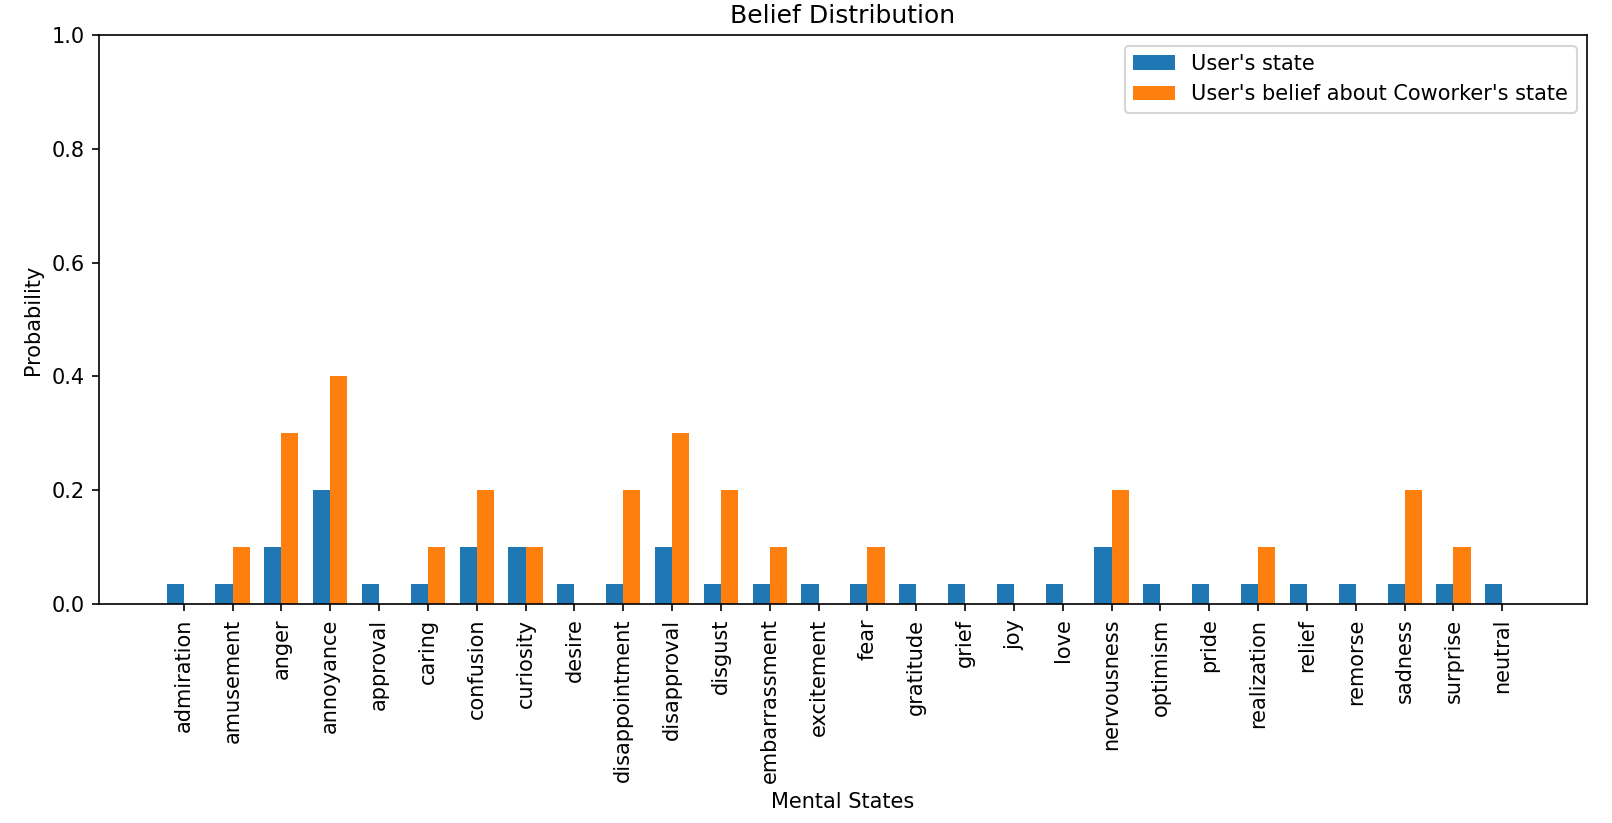 Belief Distribution
User's state
User's belief about Coworker's state
Probability
1.0
0.8
0.6
0.4
0.2
0.0
admiration
amusement
anger
annoyance
approval
caring
confusion
curiosity
desire
disappointment
disapproval
disgust
embarrassment
excitement
fear
gratitude
grief
joy
love
nervousness
optimism
pride
realization
relief
remorse
sadness
surprise
neutral
Mental States